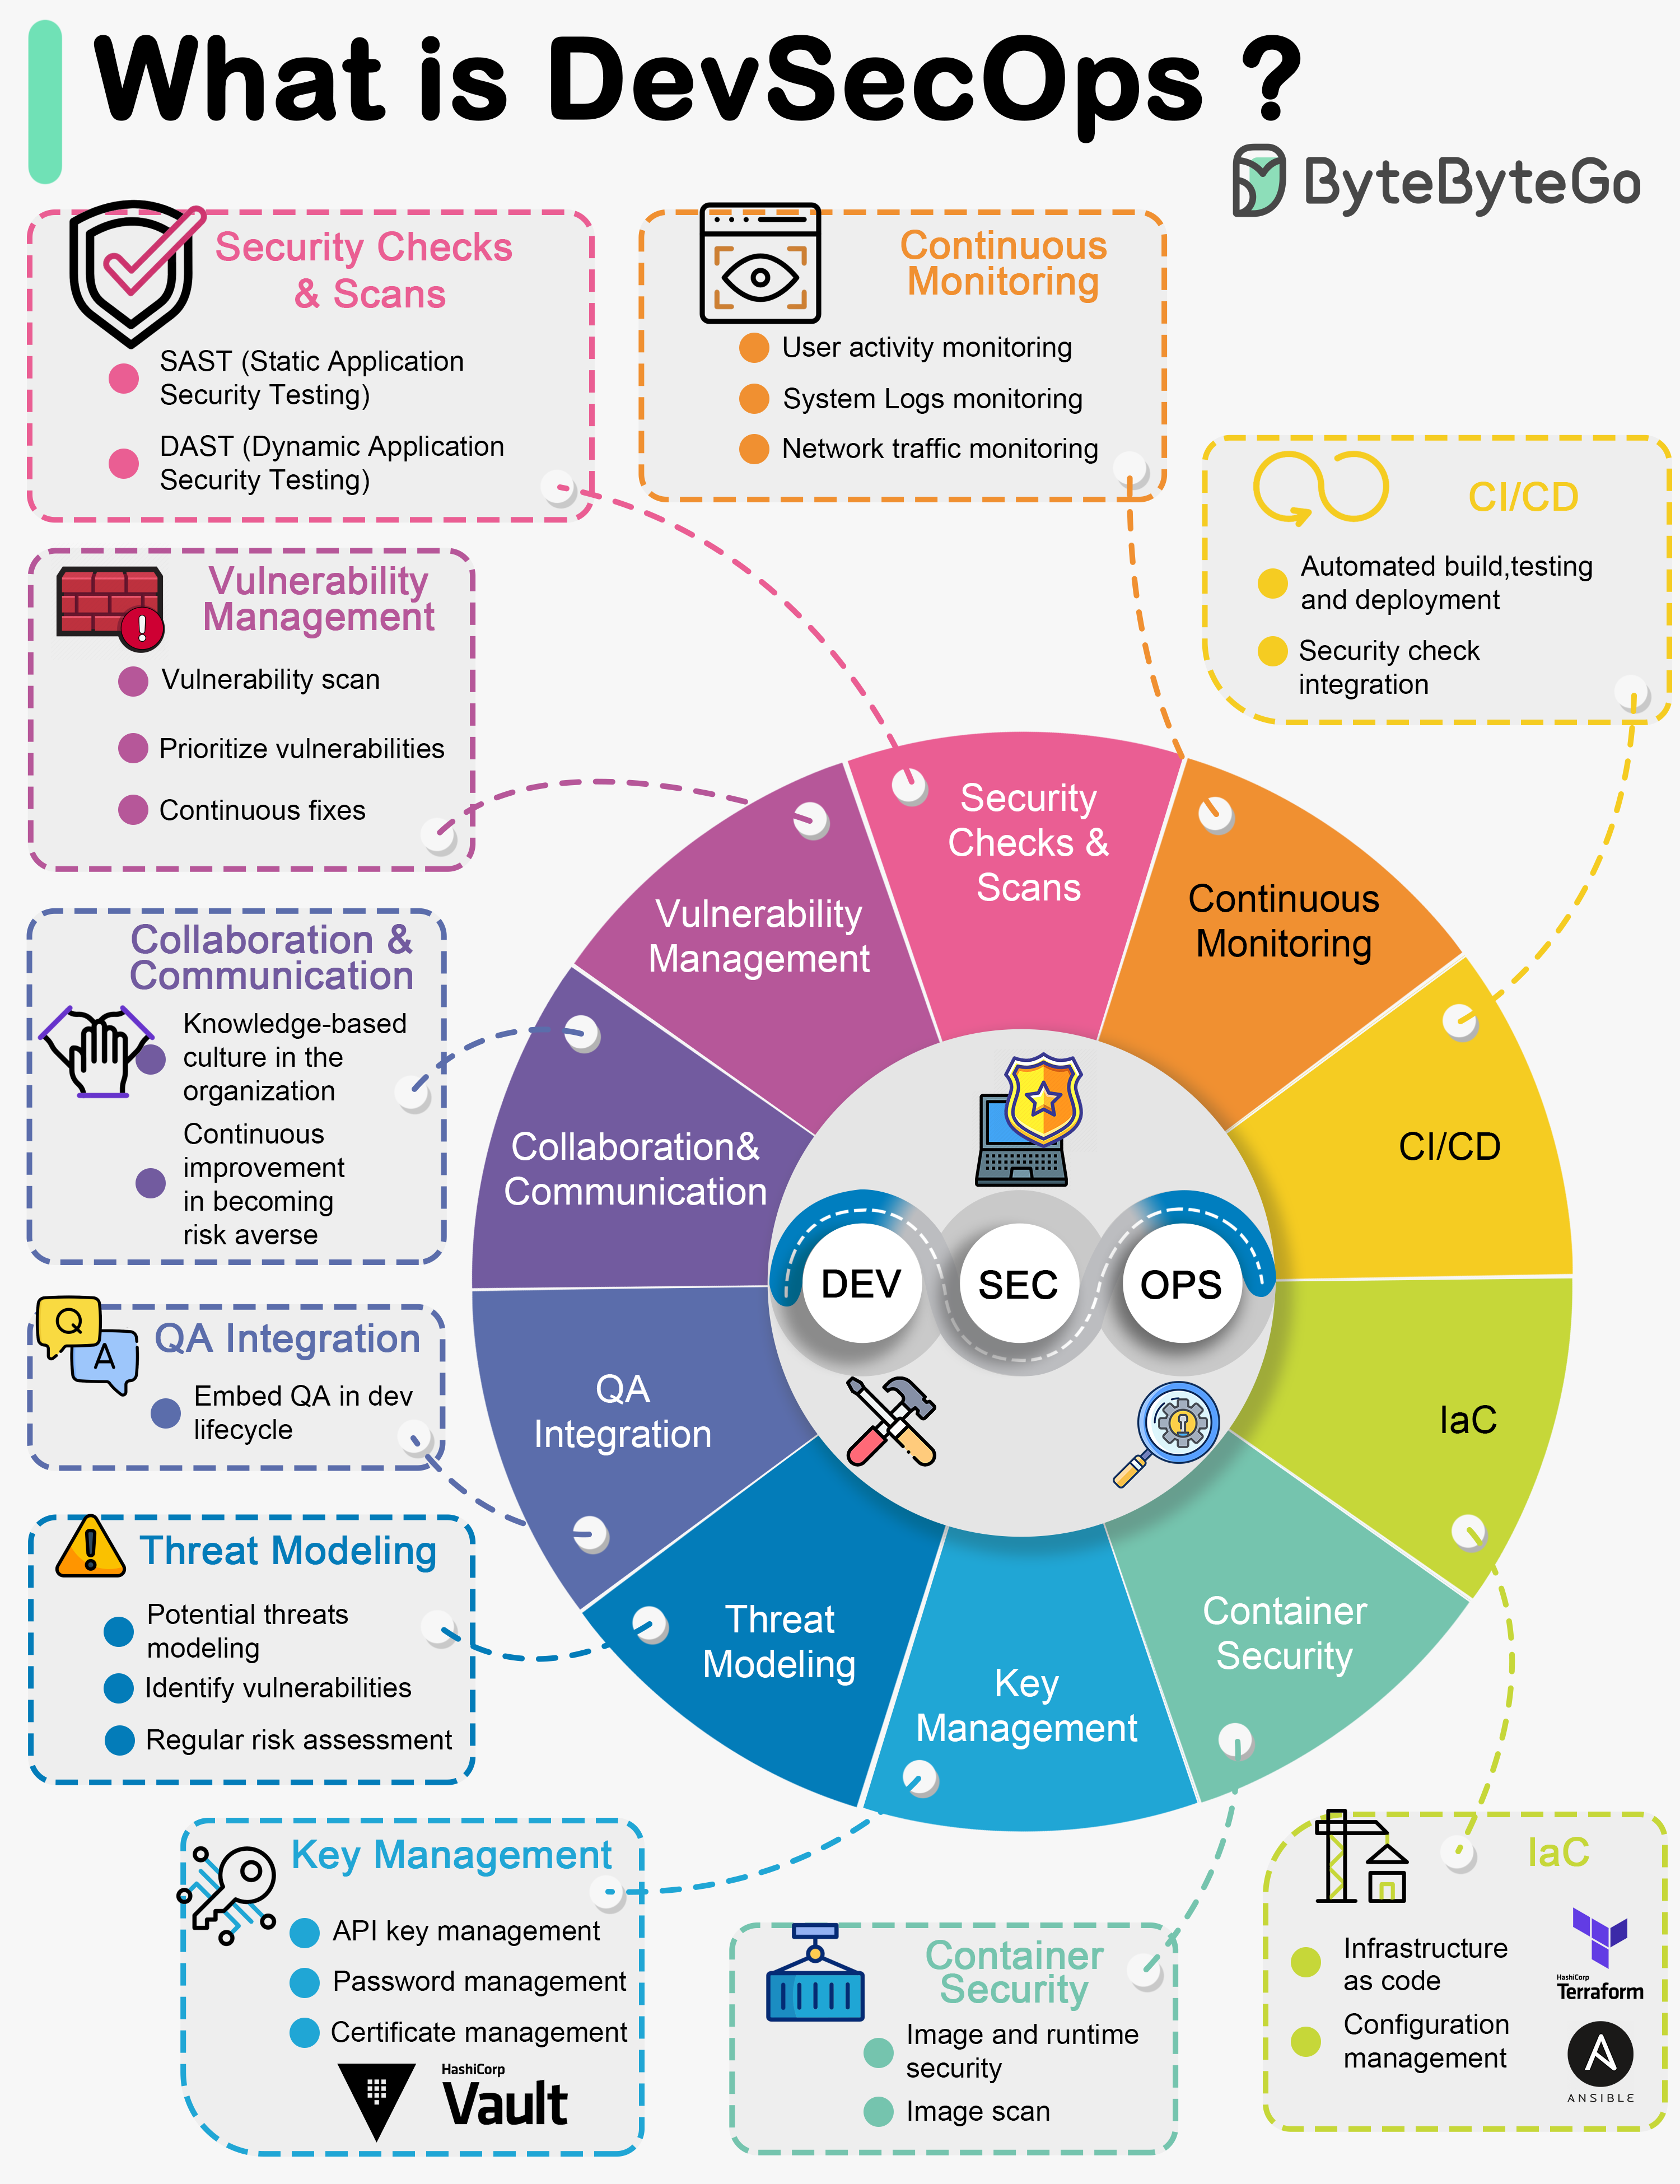 What is DevSecOps ?
ByteByteGo
Security Checks
& Scans
SAST (Static Application
Security Testing)
DAST (Dynamic Application
Security Testing)
Continuous
Monitoring
User activity monitoring
System Logs monitoring
Network traffic monitoring
CI/CD
Automated build,testing
and deployment
Security check
integration
Vulnerability
Management
Vulnerability scan
Prioritize vulnerabilities
Continuous fixes
Collaboration &
Communication
Knowledge-based
culture in the
organization
Continuous
improvement
in becoming
risk averse
Q
A
QA Integration
Embed QA in dev
lifecycle
Threat Modeling
Potential threats
modeling
Identify vulnerabilities
Regular risk assessment
Key Management
API key management
Password management
Certificate management
HashiCorp
Vault
Container
Security
Image and runtime
security
Image scan
IaC
Infrastructure
as code
HashiCorp
Terraform
Configuration
management
ANSIBLE
Security
Checks &
Scans
Continuous
Monitoring
CI/CD
IaC
Container
Security
Key
Management
Threat
Modeling
QA
Integration
Collaboration&
Communication
Vulnerability
Management
DEV
SEC
OPS